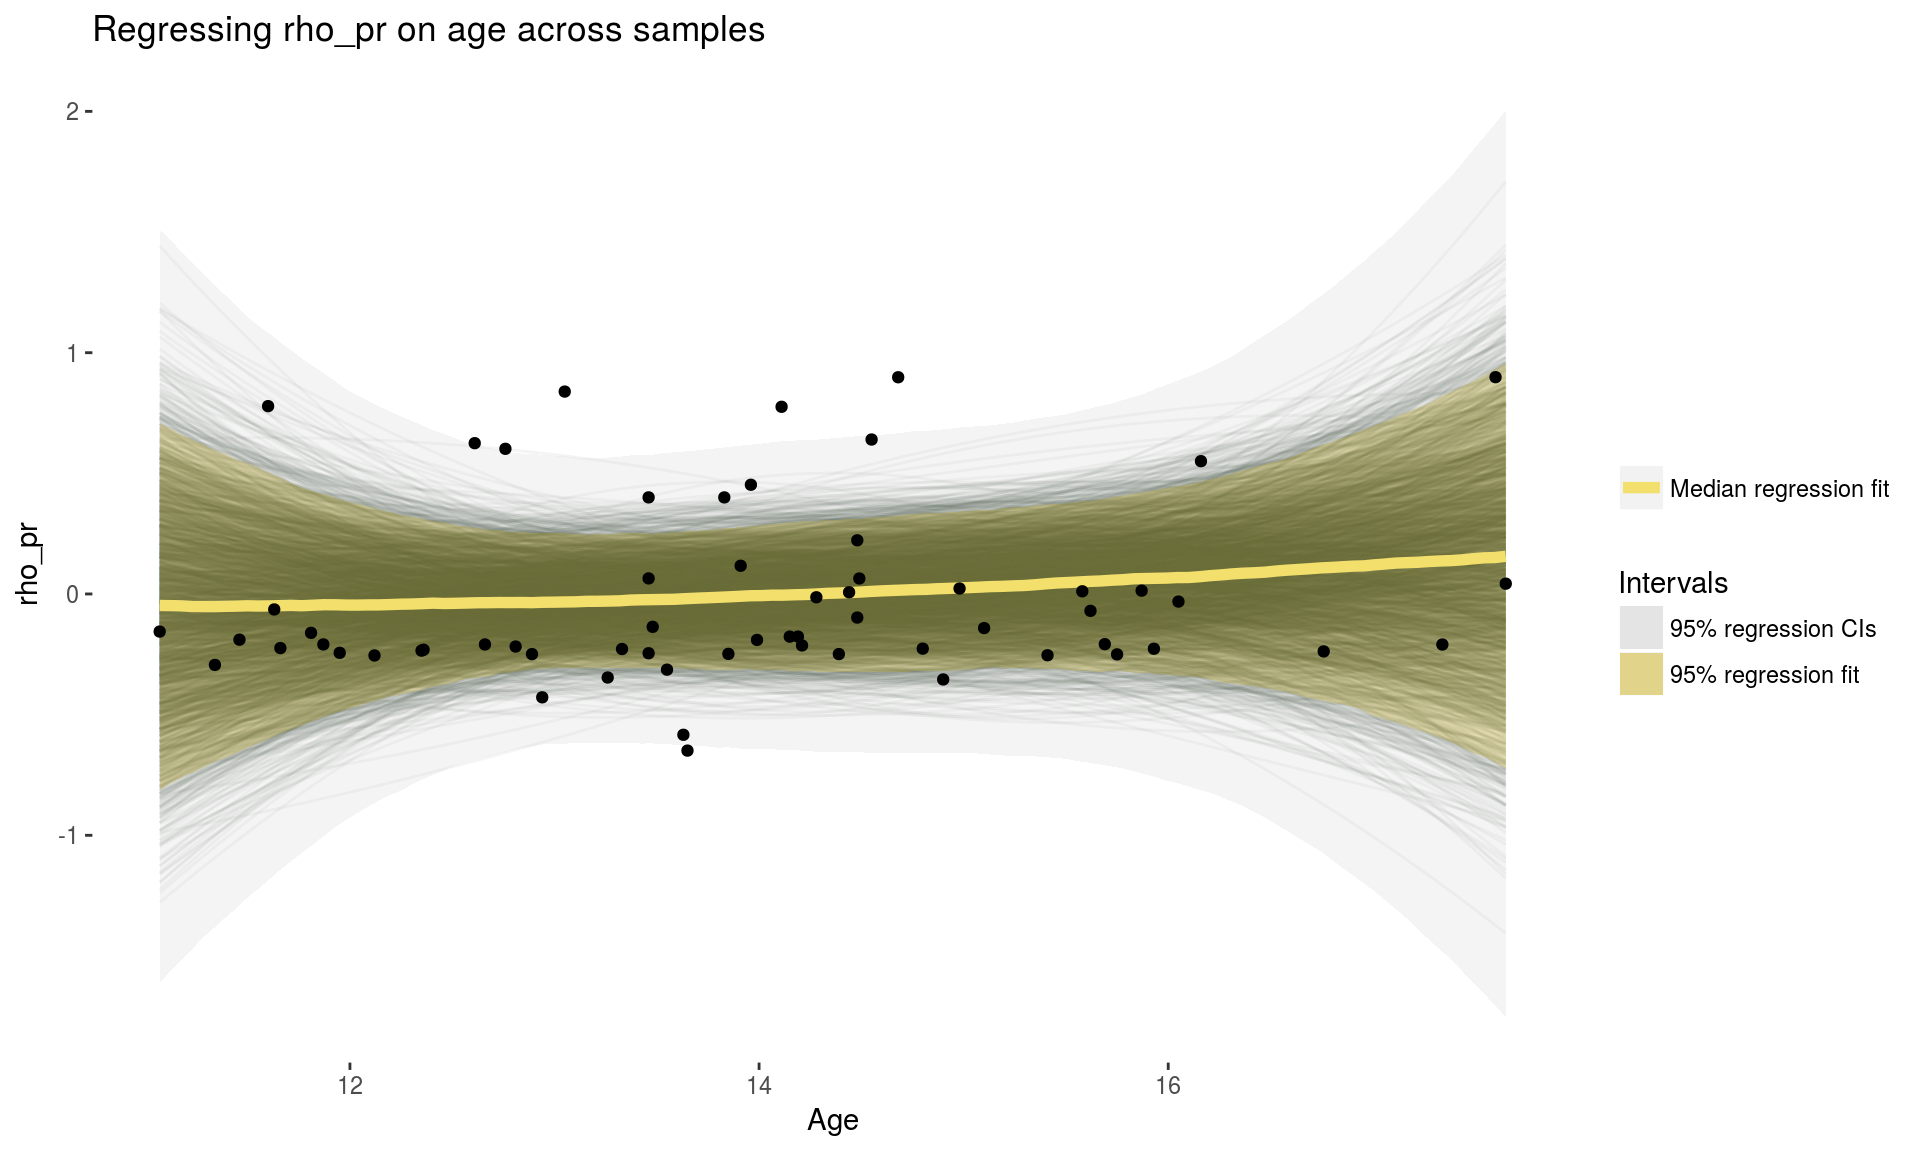 Regressing rho_pr on age across samples
2
1
0
-1
rho_pr
12
14
16
Age
Median regression fit
Intervals
95% regression CIs
95% regression fit